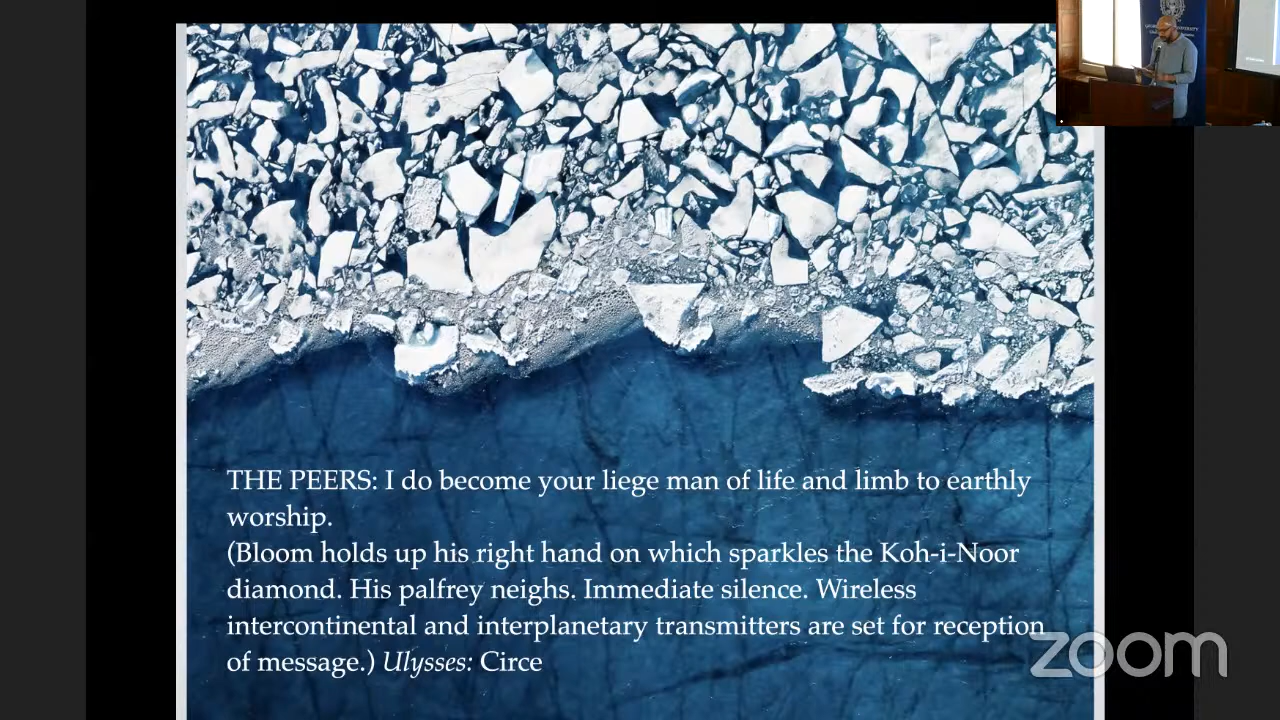 THE PEERS: I do become your liege man of life and limb to earthly
worship.
(Bloom holds up his right hand on which sparkles the Koh-i-Noor
diamond. His palfrey neighs. Immediate silence. Wireless
intercontinental and interplanetary transmitters are set for reception
of message.) Ulysses: Circe
zoom